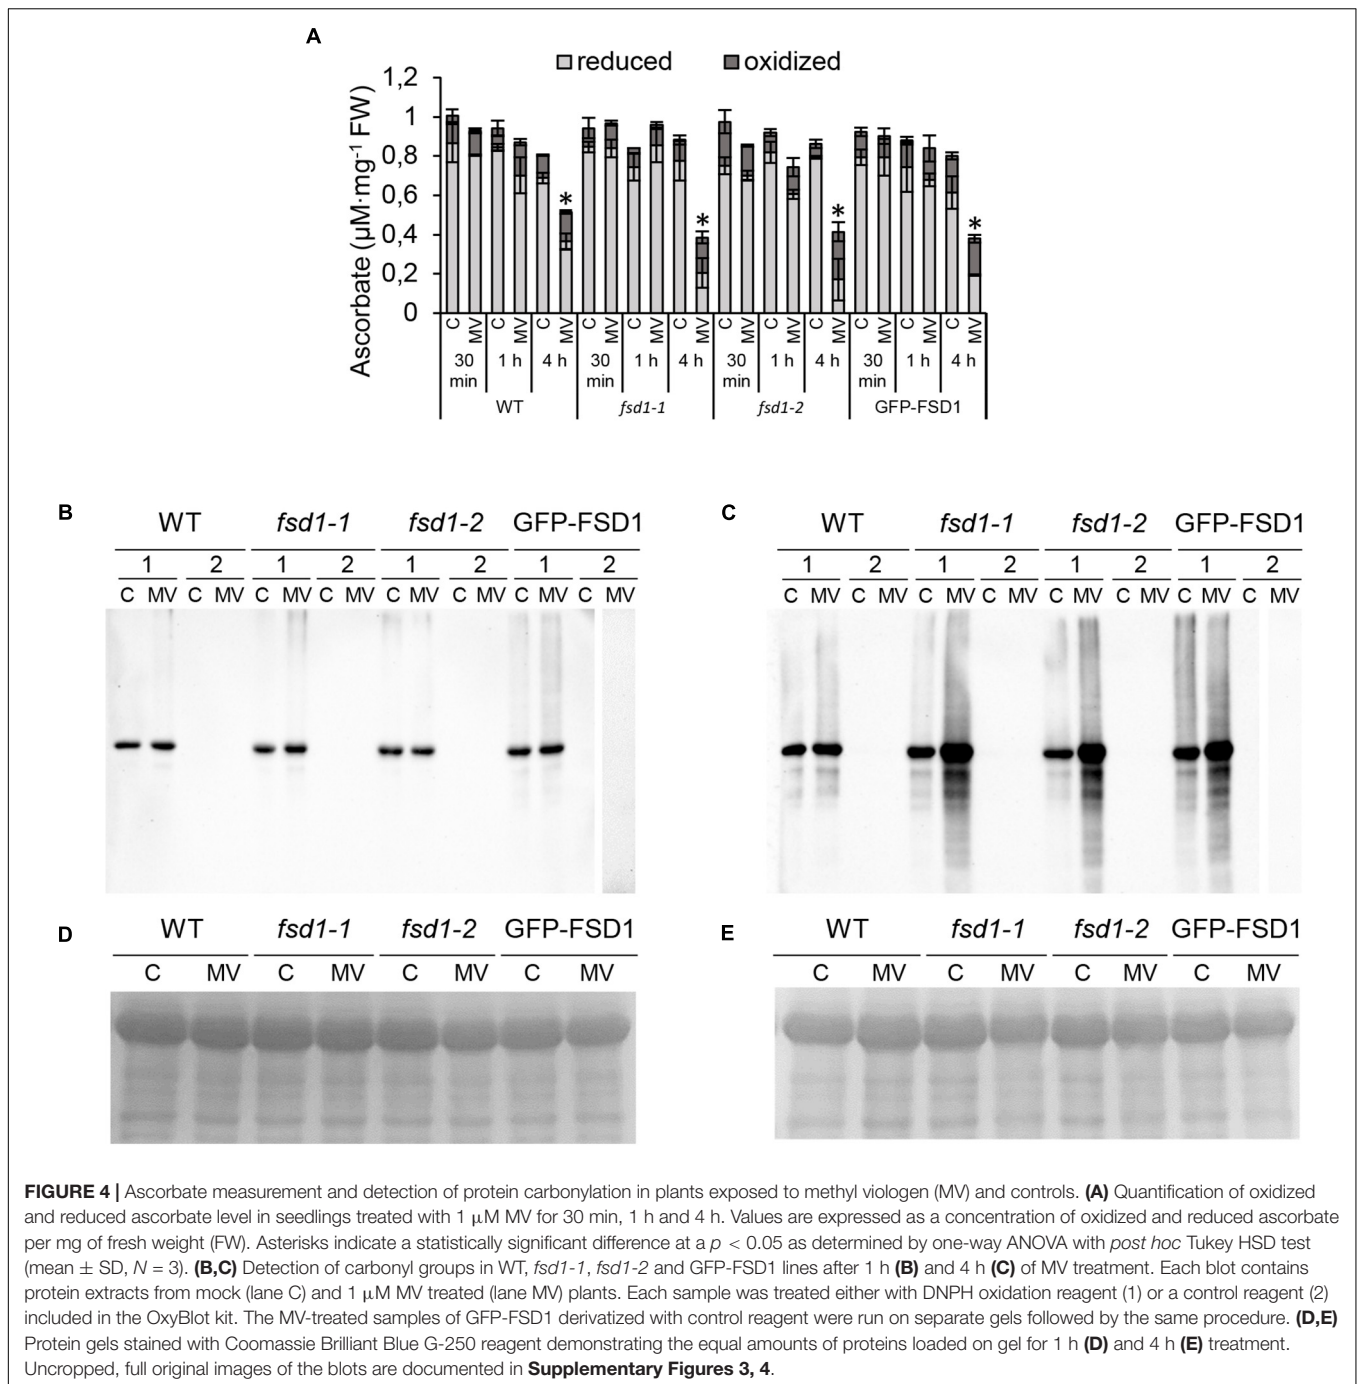 A
reduced oxidized
Ascorbate (µM·mg⁻¹ FW)
1,2
1
0,8
0,6
0,4
0,2
0
* * * *
C MV C MV C MV C MV C MV C MV C MV C MV C MV C MV C MV C MV
30 min 1 h 4 h 30 min 1 h 4 h 30 min 1 h 4 h 30 min 1 h 4 h
WT fsd1-1 fsd1-2 GFP-FSD1
B
WT fsd1-1 fsd1-2 GFP-FSD1
1 2 1 2 1 2 1 2
C MV C MV C MV C MV C MV C MV C MV C MV
C
WT fsd1-1 fsd1-2 GFP-FSD1
1 2 1 2 1 2 1 2
C MV C MV C MV C MV C MV C MV C MV C MV
D
WT fsd1-1 fsd1-2 GFP-FSD1
C MV C MV C MV C MV
E
WT fsd1-1 fsd1-2 GFP-FSD1
C MV C MV C MV C MV
FIGURE 4 | Ascorbate measurement and detection of protein carbonylation in plants exposed to methyl viologen (MV) and controls. (A) Quantification of oxidized
and reduced ascorbate level in seedlings treated with 1 µM MV for 30 min, 1 h and 4 h. Values are expressed as a concentration of oxidized and reduced ascorbate
per mg of fresh weight (FW). Asterisks indicate a statistically significant difference at a p < 0.05 as determined by one-way ANOVA with post hoc Tukey HSD test
(mean ± SD, N = 3). (B,C) Detection of carbonyl groups in WT, fsd1-1, fsd1-2 and GFP-FSD1 lines after 1 h (B) and 4 h (C) of MV treatment. Each blot contains
protein extracts from mock (lane C) and 1 µM MV treated (lane MV) plants. Each sample was treated either with DNPH oxidation reagent (1) or a control reagent (2)
included in the OxyBlot kit. The MV-treated samples of GFP-FSD1 derivatized with control reagent were run on separate gels followed by the same procedure. (D,E)
Protein gels stained with Coomassie Brilliant Blue G-250 reagent demonstrating the equal amounts of proteins loaded on gel for 1 h (D) and 4 h (E) treatment.
Uncropped, full original images of the blots are documented in Supplementary Figures 3, 4.